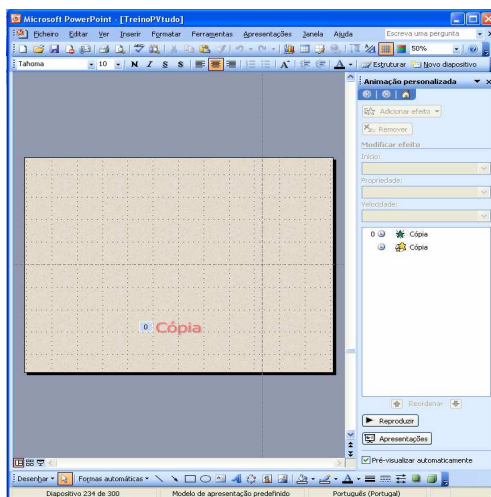 Microsoft PowerPoint - [TreinoPVtudo]
Ficheiro Editar Ver Inserir Formatar Ferramentas Apresentações Janela Ajuda Escreva uma pergunta
50%
Tahoma 10 N I S S A A Estruturar Novo diapositivo
Animação personalizada
Adicionar efeito
Remover
Modificar efeito
Início:
Propriedade:
Velocidade:
0 Cópia
Cópia
0 Cópia
Reordenar
Reproduzir
Apresentações
Pré-visualizar automaticamente
Desenhar Formas automáticas
Diapositivo 234 de 300 Modelo de apresentação predefinido Português (Portugal)